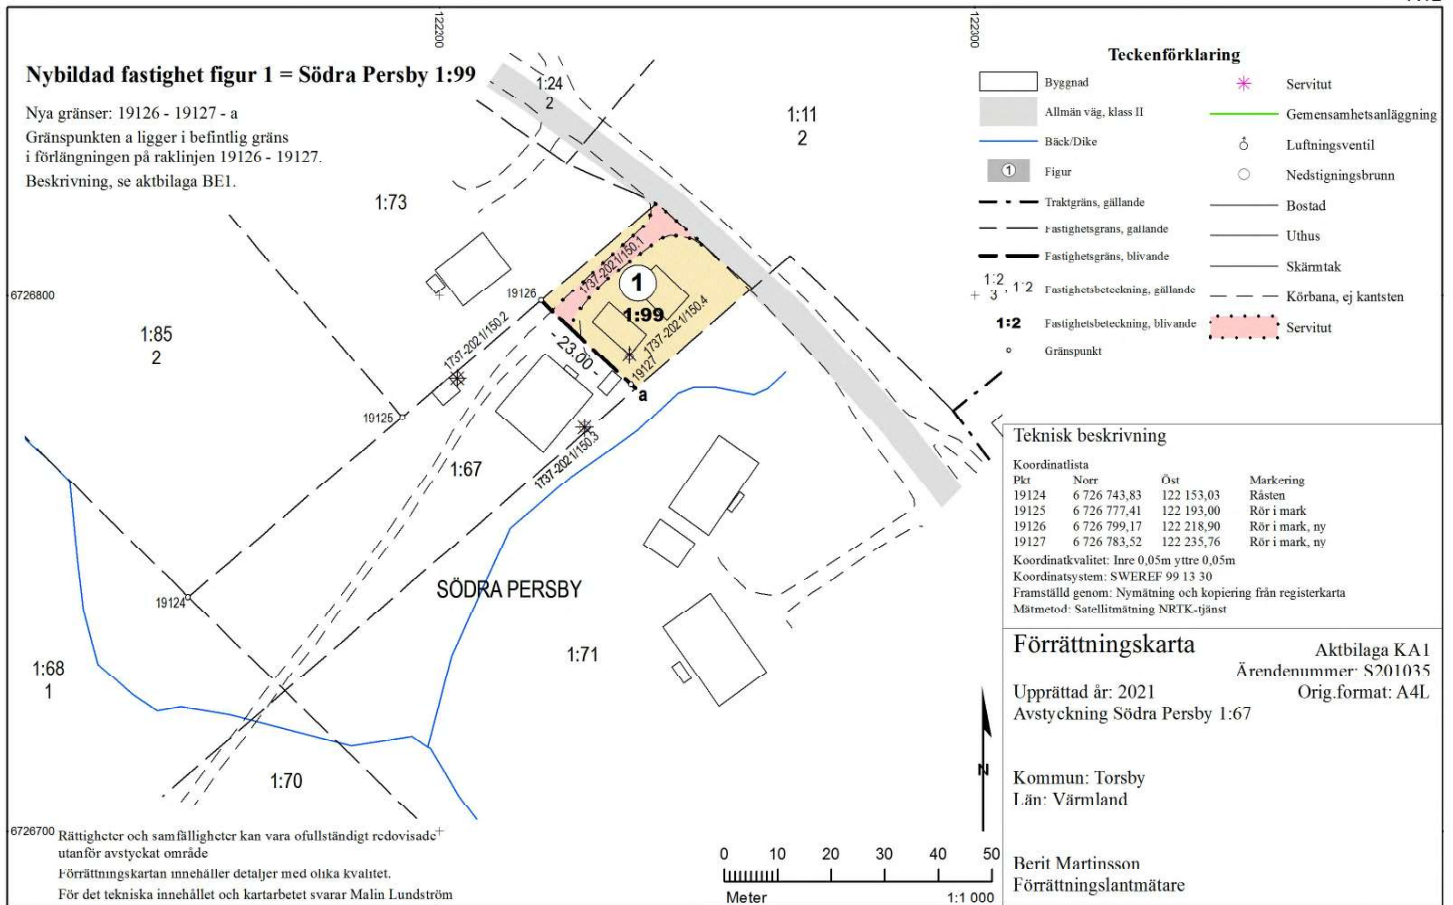 122200
122300
Nybildad fastighet figur 1 = Södra Persby 1:99
Nya gränser: 19126 - 19127 - a
Gränspunkten a ligger i befintlig gräns
i förlängningen på raklinjen 19126 - 19127.
Beskrivning, se aktbilaga BE1.
1:24
2
1:11
2
1:73
1737-2021/150.1
1
1:99
19126
6726800
1:85
2
1737-2021/150.2
1737-2021/150.4
- 23.00 -
19127
a
19125
1:67
1737-2021/150.3
SÖDRA PERSBY
19124
1:71
1:68
1
1:70
6726700
Rättigheter och samfälligheter kan vara ofullständigt redovisade
utanför avstyckat område
Förrättningskartan innehåller detaljer med olika kvalitet.
För det tekniska innehållet och kartarbetet svarar Malin Lundström
0 10 20 30 40 50
Meter
1:1 000
N
Teckenförklaring
Byggnad
Allmän väg, klass II
Bäck/Dike
1 Figur
Traktgräns, gällande
Fastighetsgräns, gällande
Fastighetsgräns, blivande
1:2 1:2 Fastighetsbeteckning, gällande
3
1:2 Fastighetsbeteckning, blivande
Gränspunkt
Servitut
Gemensamhetsanläggning
Luftningsventil
Nedstigningsbrunn
Bostad
Uthus
Skärmtak
Körbana, ej kantsten
Servitut
Teknisk beskrivning
Koordinatlista
Pkt Norr Öst Markering
19124 6 726 743,83 122 153,03 Råsten
19125 6 726 777,41 122 193,00 Rör i mark
19126 6 726 799,17 122 218,90 Rör i mark, ny
19127 6 726 783,52 122 235,76 Rör i mark, ny
Koordinatkvalitet: Inre 0,05m yttre 0,05m
Koordinatsystem: SWEREF 99 13 30
Framställd genom: Nymätning och kopiering från registerkarta
Mätmetod: Satellitmätning NRTK-tjänst
Förrättningskarta
Aktbilaga KA1
Ärendenummer: S201035
Upprättad år: 2021 Orig.format: A4L
Avstyckning Södra Persby 1:67
Kommun: Torsby
Län: Värmland
Berit Martinsson
Förrättningslantmätare